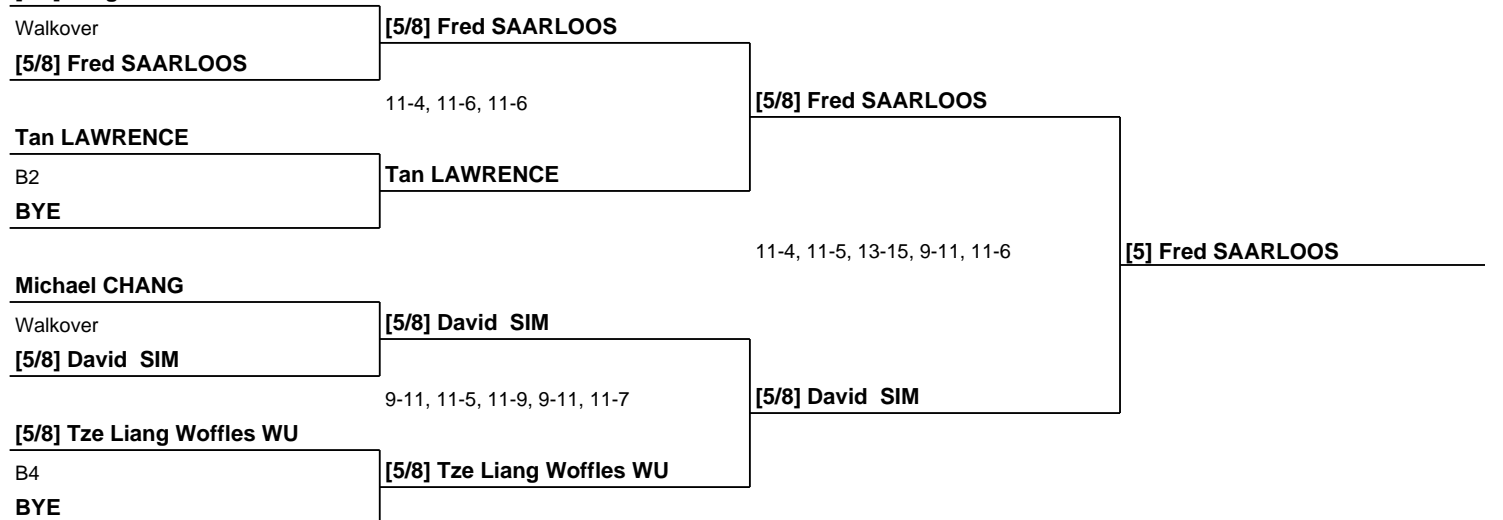 Walkover
[5/8] Fred SAARLOOS
[5/8] Fred SAARLOOS
11-4, 11-6, 11-6
[5/8] Fred SAARLOOS
Tan LAWRENCE
B2
Tan LAWRENCE
BYE
11-4, 11-5, 13-15, 9-11, 11-6
[5] Fred SAARLOOS
Michael CHANG
Walkover
[5/8] David SIM
[5/8] David SIM
9-11, 11-5, 11-9, 9-11, 11-7
[5/8] David SIM
[5/8] Tze Liang Woffles WU
B4
[5/8] Tze Liang Woffles WU
BYE